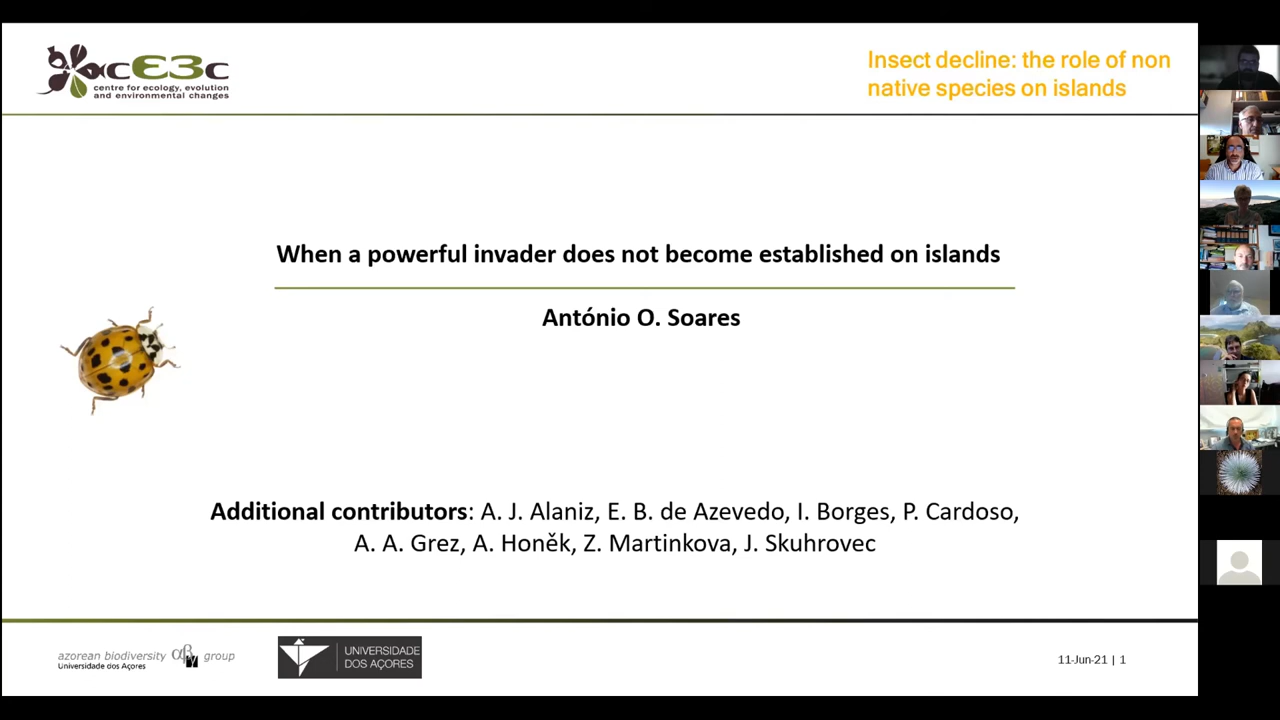 cE3c
centre for ecology, evolution
and environmental changes
Insect decline: the role of non
native species on islands
When a powerful invader does not become established on islands
António O. Soares
Additional contributors: A. J. Alaniz, E. B. de Azevedo, I. Borges, P. Cardoso,
A. A. Grez, A. Honěk, Z. Martinkova, J. Skuhrovec
azorean biodiversity group
Universidade dos Açores
UNIVERSIDADE
DOS AÇORES
11-Jun-21 | 1